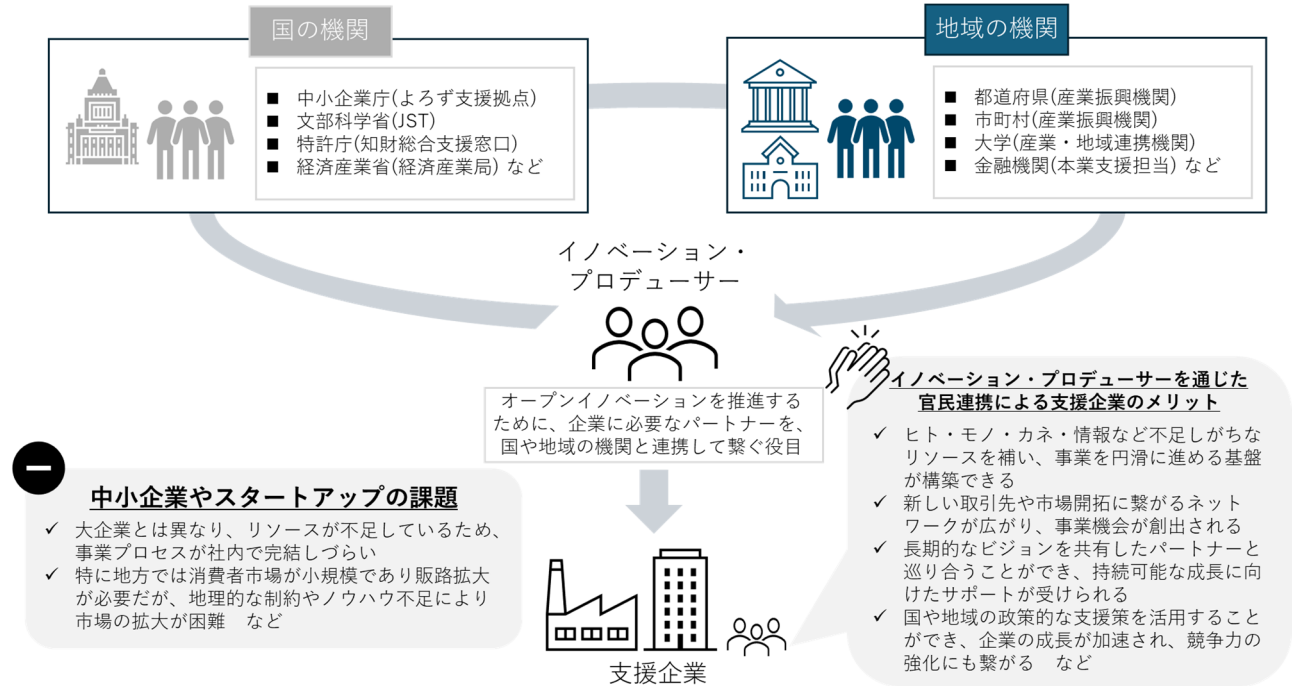 国の機関
■ 中小企業庁(よろず支援拠点)
■ 文部科学省(JST)
■ 特許庁(知財総合支援窓口)
■ 経済産業省(経済産業局) など
地域の機関
■ 都道府県(産業振興機関)
■ 市町村(産業振興機関)
■ 大学(産業・地域連携機関)
■ 金融機関(本業支援担当) など
イノベーション・
プロデューサー
オープンイノベーションを推進する
ために、企業に必要なパートナーを、
国や地域の機関と連携して繋ぐ役目
中小企業やスタートアップの課題
✓ 大企業とは異なり、リソースが不足しているため、
事業プロセスが社内で完結しづらい
✓ 特に地方では消費者市場が小規模であり販路拡大
が必要だが、地理的な制約やノウハウ不足により
市場の拡大が困難 など
支援企業
イノベーション・プロデューサーを通じた
官民連携による支援企業のメリット
✓ ヒト・モノ・カネ・情報など不足しがちな
リソースを補い、事業を円滑に進める基盤
が構築できる
✓ 新しい取引先や市場開拓に繋がるネット
ワークが広がり、事業機会が創出される
✓ 長期的なビジョンを共有したパートナーと
巡り合うことができ、持続可能な成長に向
けたサポートが受けられる
✓ 国や地域の政策的な支援策を活用すること
ができ、企業の成長が加速され、競争力の
強化にも繋がる など